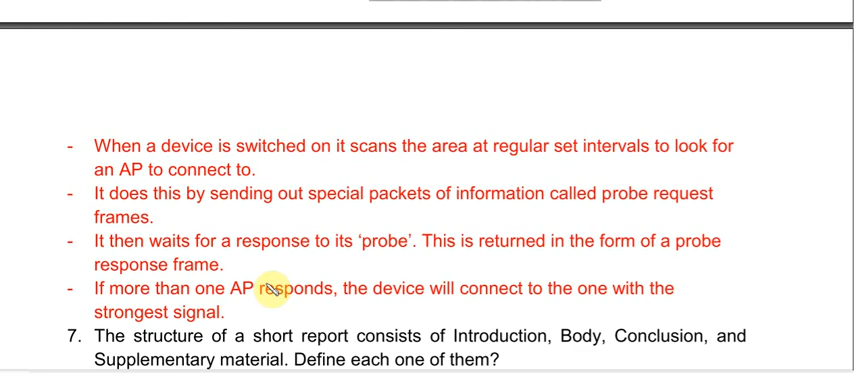 - When a device is switched on it scans the area at regular set intervals to look for
an AP to connect to.
- It does this by sending out special packets of information called probe request
frames.
- It then waits for a response to its ‘probe’. This is returned in the form of a probe
response frame.
- If more than one AP responds, the device will connect to the one with the
strongest signal.
7. The structure of a short report consists of Introduction, Body, Conclusion, and
Supplementary material. Define each one of them?